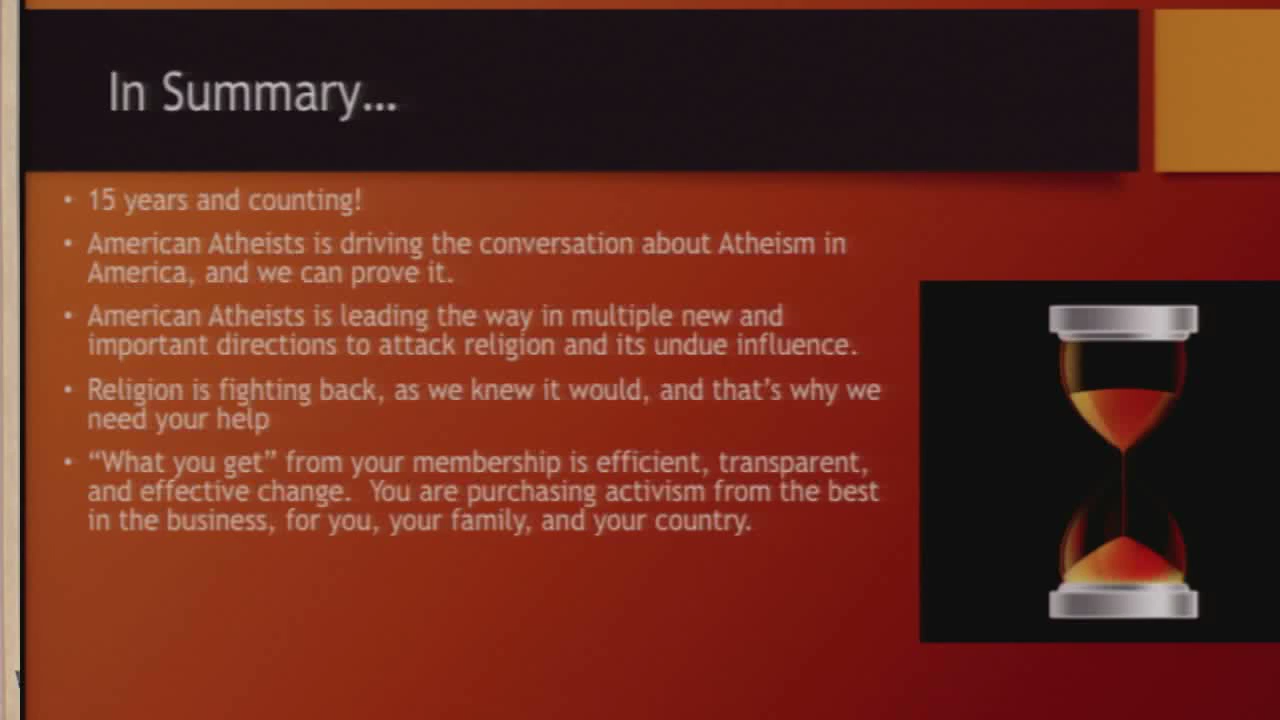 In Summary...
• 15 years and counting!
• American Atheists is driving the conversation about Atheism in
America, and we can prove it.
• American Atheists is leading the way in multiple new and
important directions to attack religion and its undue influence.
• Religion is fighting back, as we knew it would, and that’s why we
need your help
• “What you get” from your membership is efficient, transparent,
and effective change.  You are purchasing activism from the best
in the business, for you, your family, and your country.